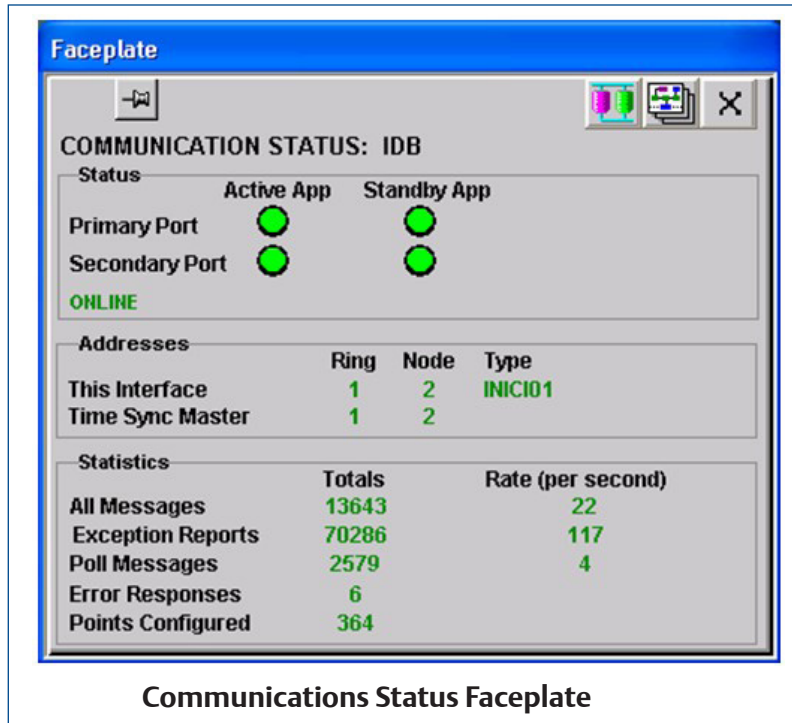 Faceplate
COMMUNICATION STATUS: IDB
Status
Active App Standby App
Primary Port
Secondary Port
ONLINE
Addresses
Ring Node Type
This Interface 1 2 INICI01
Time Sync Master 1 2
Statistics
Totals Rate (per second)
All Messages 13643 22
Exception Reports 70286 117
Poll Messages 2579 4
Error Responses 6
Points Configured 364
Communications Status Faceplate